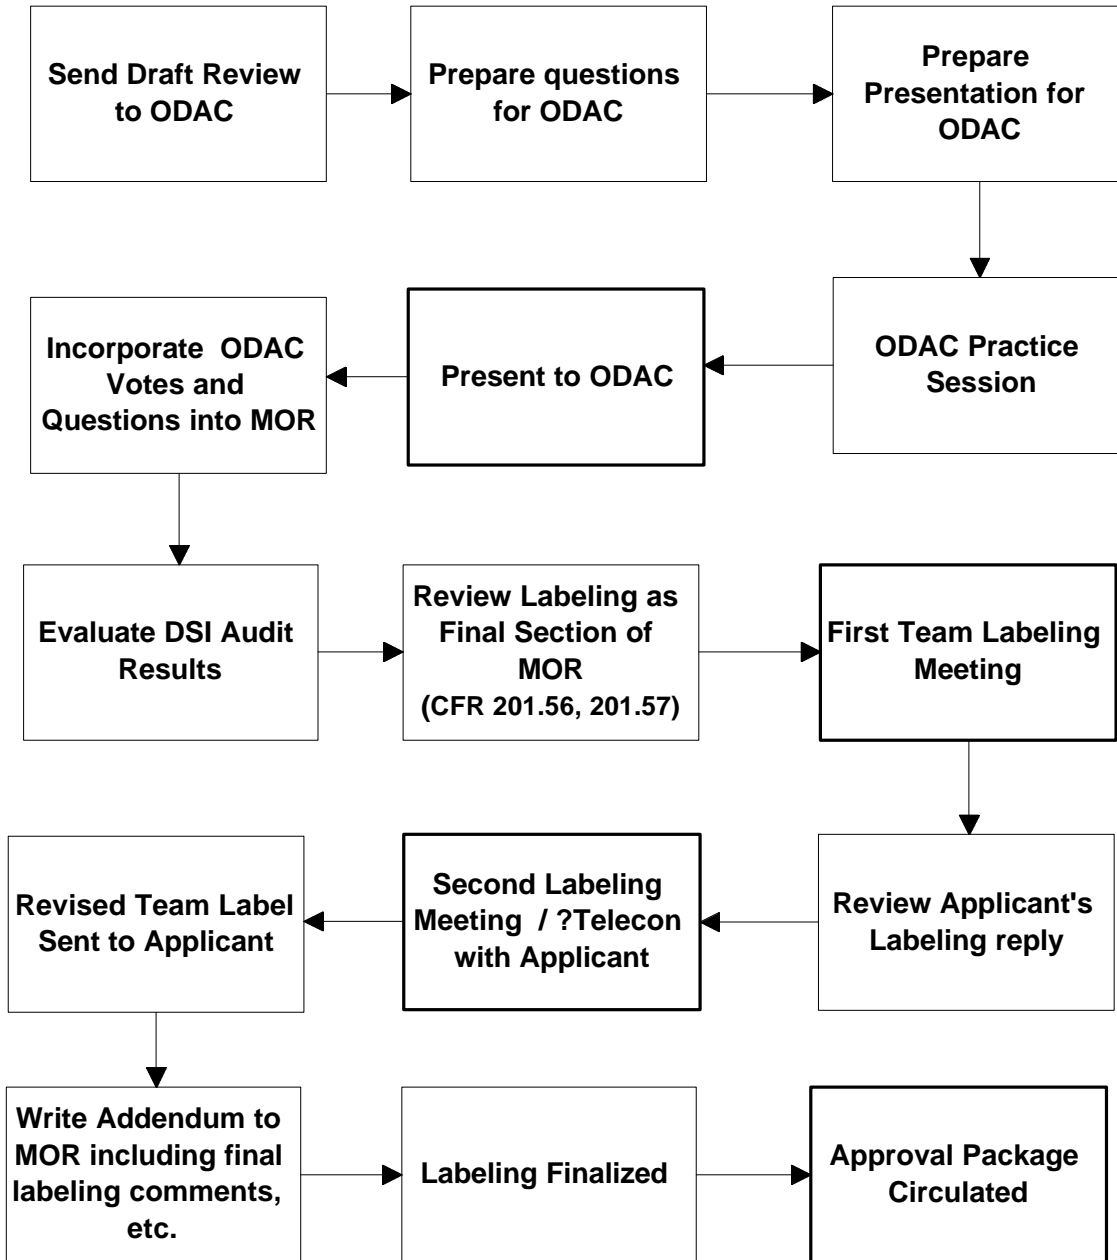 Send Draft Review
to ODAC
Prepare questions
for ODAC
Prepare
Presentation for
ODAC
ODAC Practice
Session
Present to ODAC
Incorporate ODAC
Votes and
Questions into MOR
Evaluate DSI Audit
Results
Review Labeling as
Final Section of
MOR
(CFR 201.56, 201.57)
First Team Labeling
Meeting
Review Applicant's
Labeling reply
Second Labeling
Meeting / ?Telecon
with Applicant
Revised Team Label
Sent to Applicant
Write Addendum to
MOR including final
labeling comments,
etc.
Labeling Finalized
Approval Package
Circulated